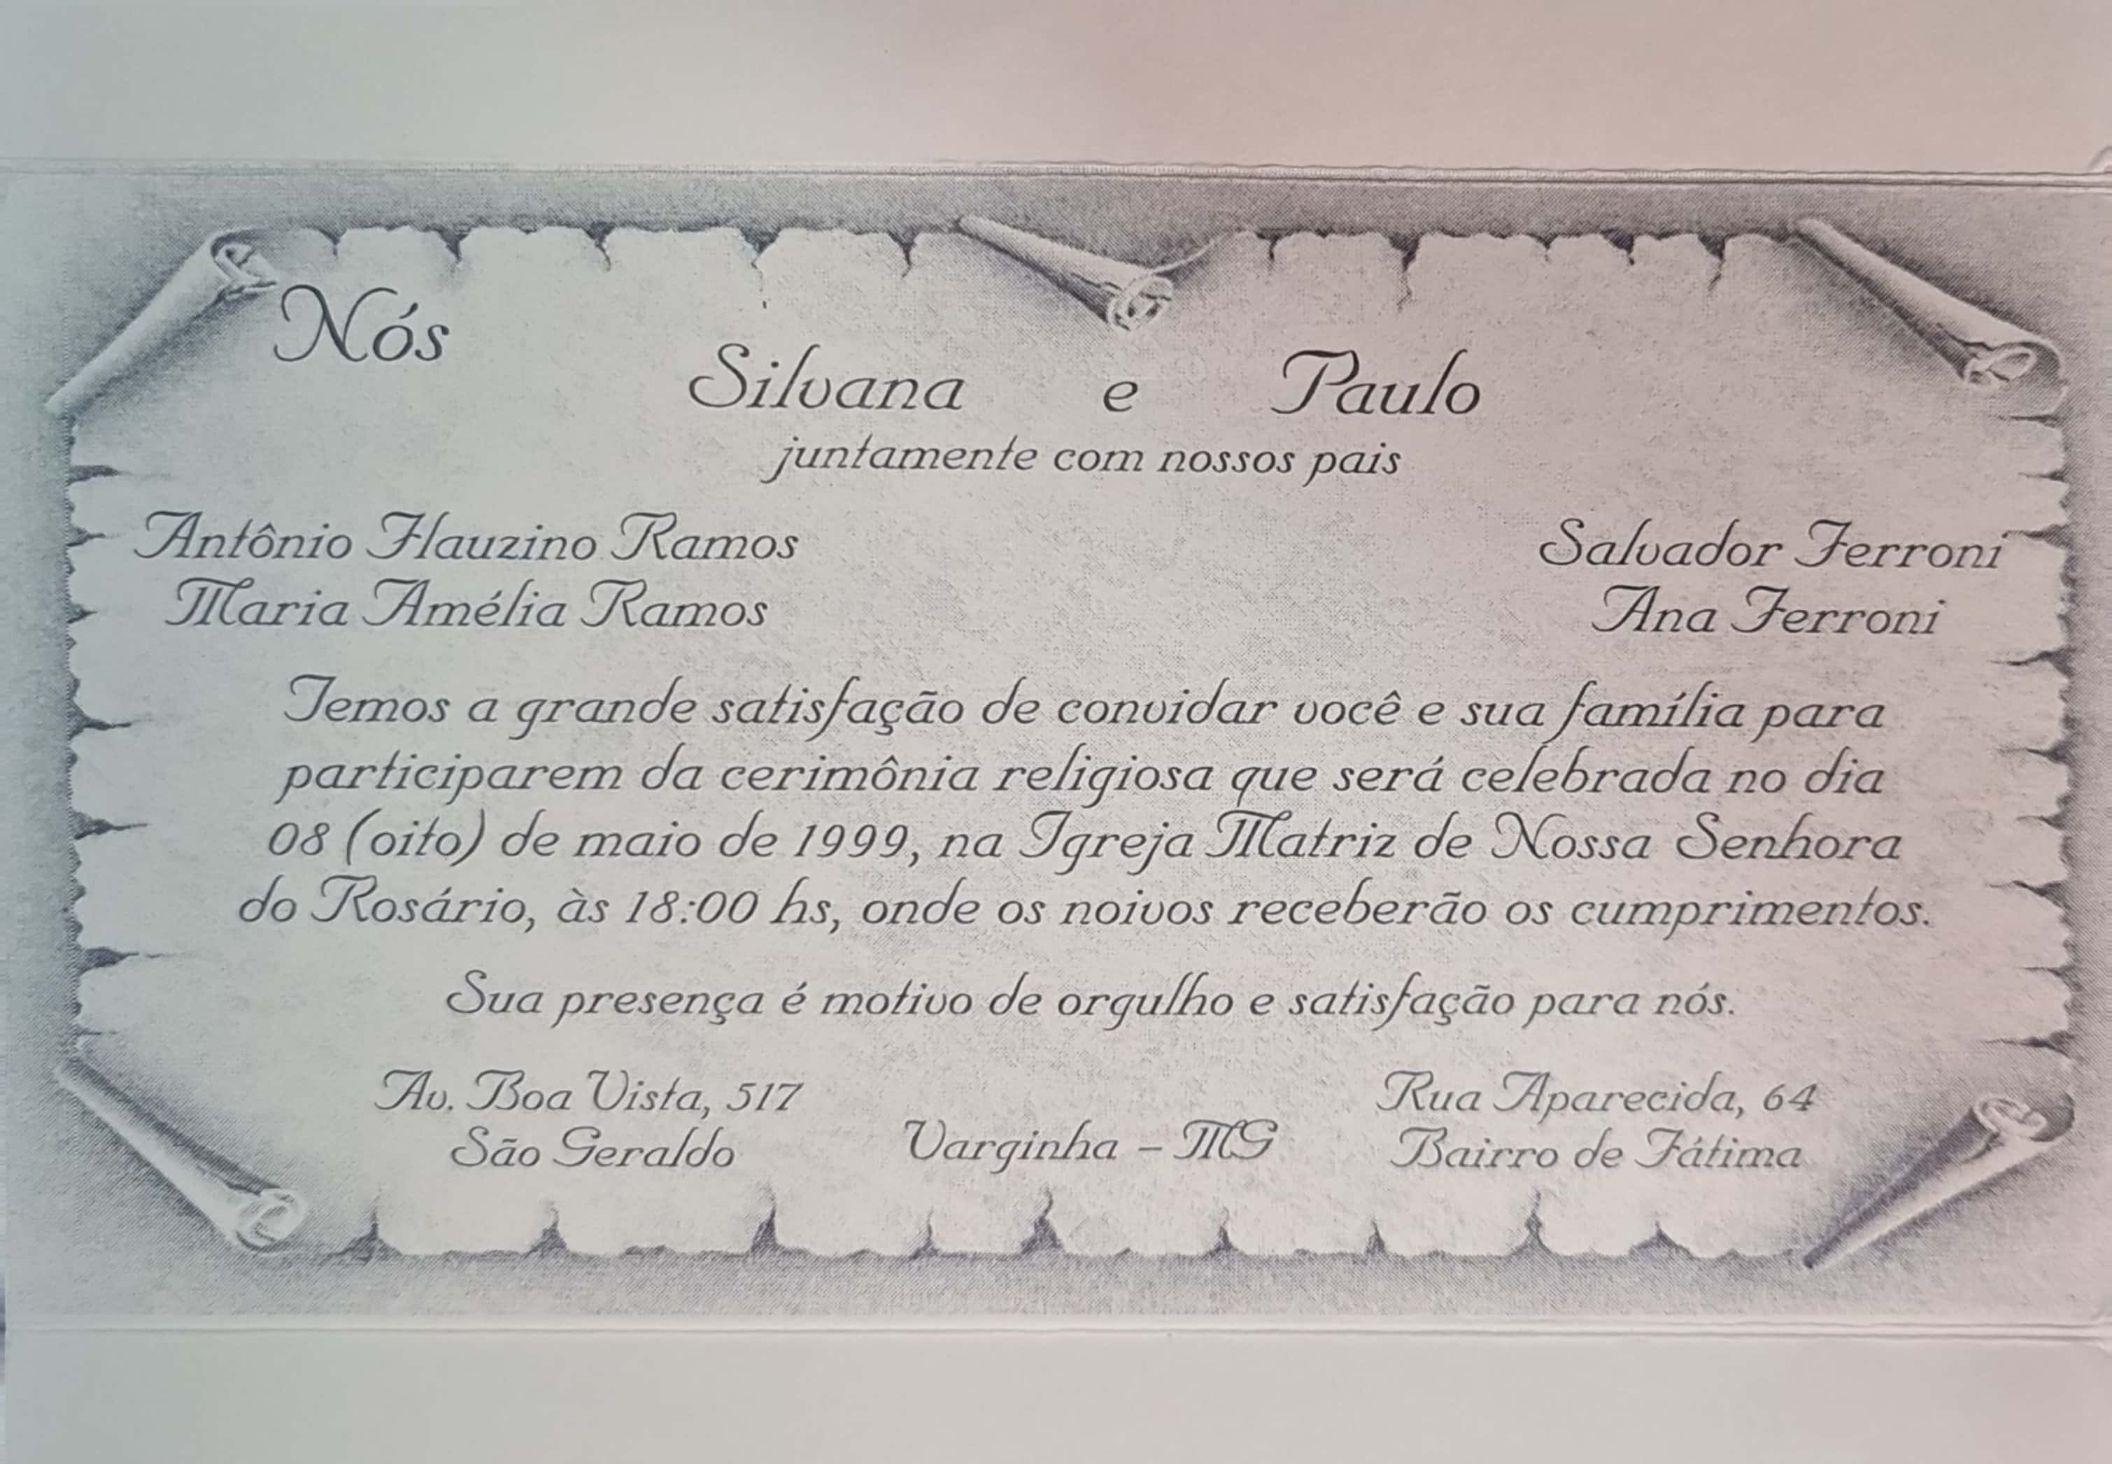 Nós
Silvana e Paulo
juntamente com nossos pais
Antônio Flauzino Ramos
Maria Amélia Ramos
Salvador Ferroni
Ana Ferroni
Temos a grande satisfação de convidar você e sua família para
participarem da cerimônia religiosa que será celebrada no dia
08 (oito) de maio de 1999, na Igreja Matriz de Nossa Senhora
do Rosário, às 18:00 hs, onde os noivos receberão os cumprimentos.
Sua presença é motivo de orgulho e satisfação para nós.
Av. Boa Vista, 517
São Geraldo
Varginha - MG
Rua Aparecida, 64
Bairro de Fátima